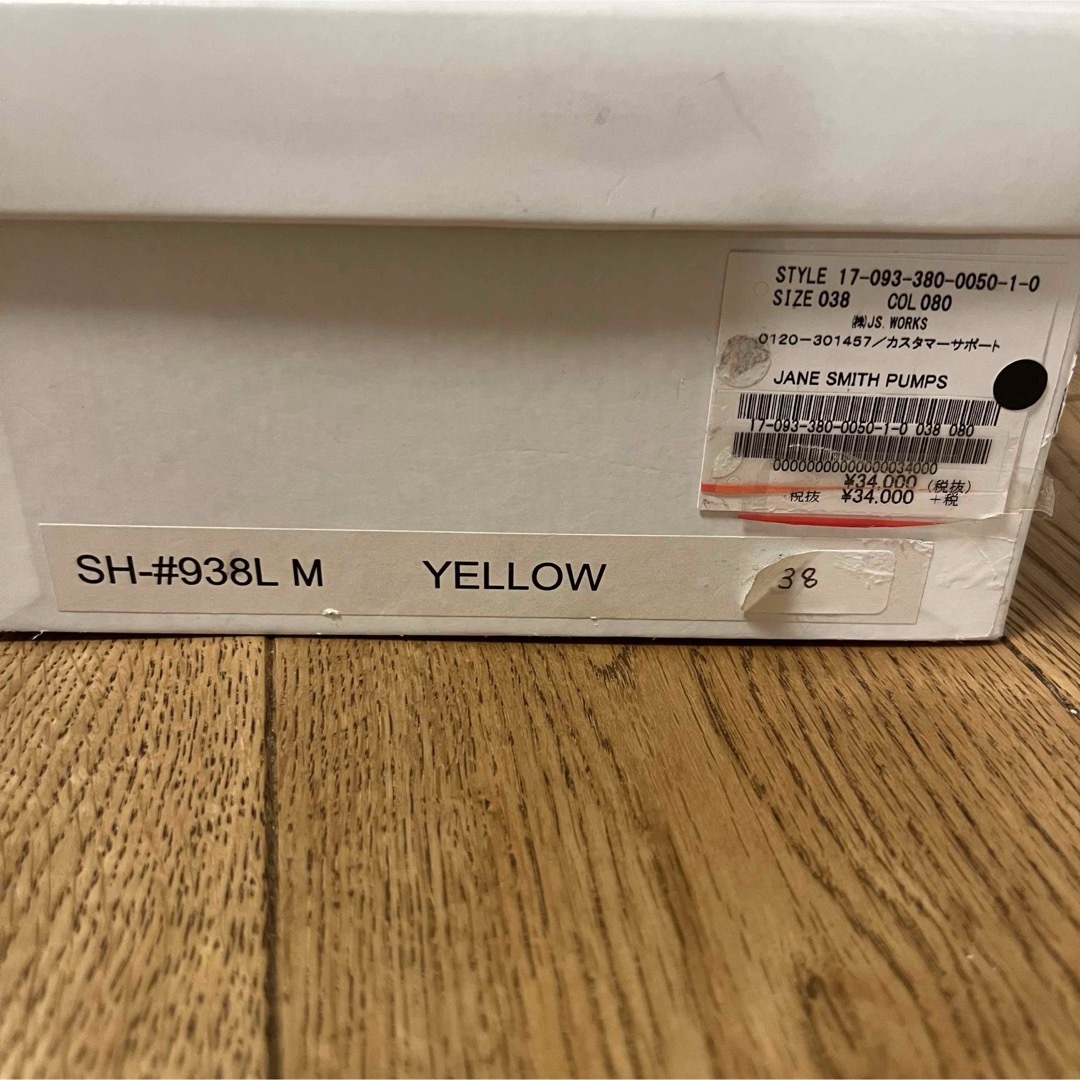 STYLE 17-093-380-0050-1-0
SIZE 038 COL 080
㈱JS. WORKS
0120-301457/カスタマーサポート
JANE SMITH PUMPS
17-093-380-0050-1-0 038 080
00000000000000034000
¥34,000 (税抜)
税抜 ¥34.000 +税
SH-#938L M YELLOW 38